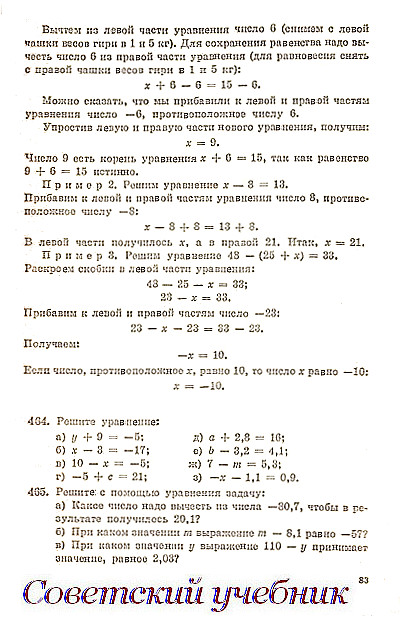 Вычтем из левой части уравнения число 6 (снимем с левой
чашки весов гири в 1 и 5 кг). Для сохранения равенства надо вы-
честь число 6 из правой части уравнения (для равновесия снять
с правой чашки весов гири в 1 и 5 кг):
x + 6 − 6 = 15 − 6.
Можно сказать, что мы прибавили к левой и правой частям
уравнения число −6, противоположное числу 6.
Упростив левую и правую части нового уравнения, получим:
x = 9.
Число 9 есть корень уравнения x + 6 = 15, так как равенство
9 + 6 = 15 истинно.
Пример 2. Решим уравнение x − 8 = 13.
Прибавим к левой и правой частям уравнения число 8, противо-
положное числу −8:
x − 8 + 8 = 13 + 8.
В левой части получилось x, а в правой 21. Итак, x = 21.
Пример 3. Решим уравнение 48 − (25 + x) = 33.
Раскроем скобки в левой части уравнения:
48 − 25 − x = 33;
23 − x = 33.
Прибавим к левой и правой частям число −23:
23 − x − 23 = 33 − 23.
Получаем:
−x = 10.
Если число, противоположное x, равно 10, то число x равно −10:
x = −10.
464. Решите уравнение:
а) y + 9 = −5; д) a + 2,8 = 16;
б) x − 3 = −17; е) b − 3,2 = 4,1;
в) 10 − x = −5; ж) 7 − m = 5,3;
г) −5 + c = 21; з) −x − 1,1 = 0,9.
465. Решите с помощью уравнения задачу:
а) Какое число надо вычесть из числа −30,7, чтобы в ре-
зультате получилось 20,1?
б) При каком значении m выражение m − 8,1 равно −57?
в) При каком значении y выражение 110 − y принимает
значение, равное 2,03?
83
Советский учебник